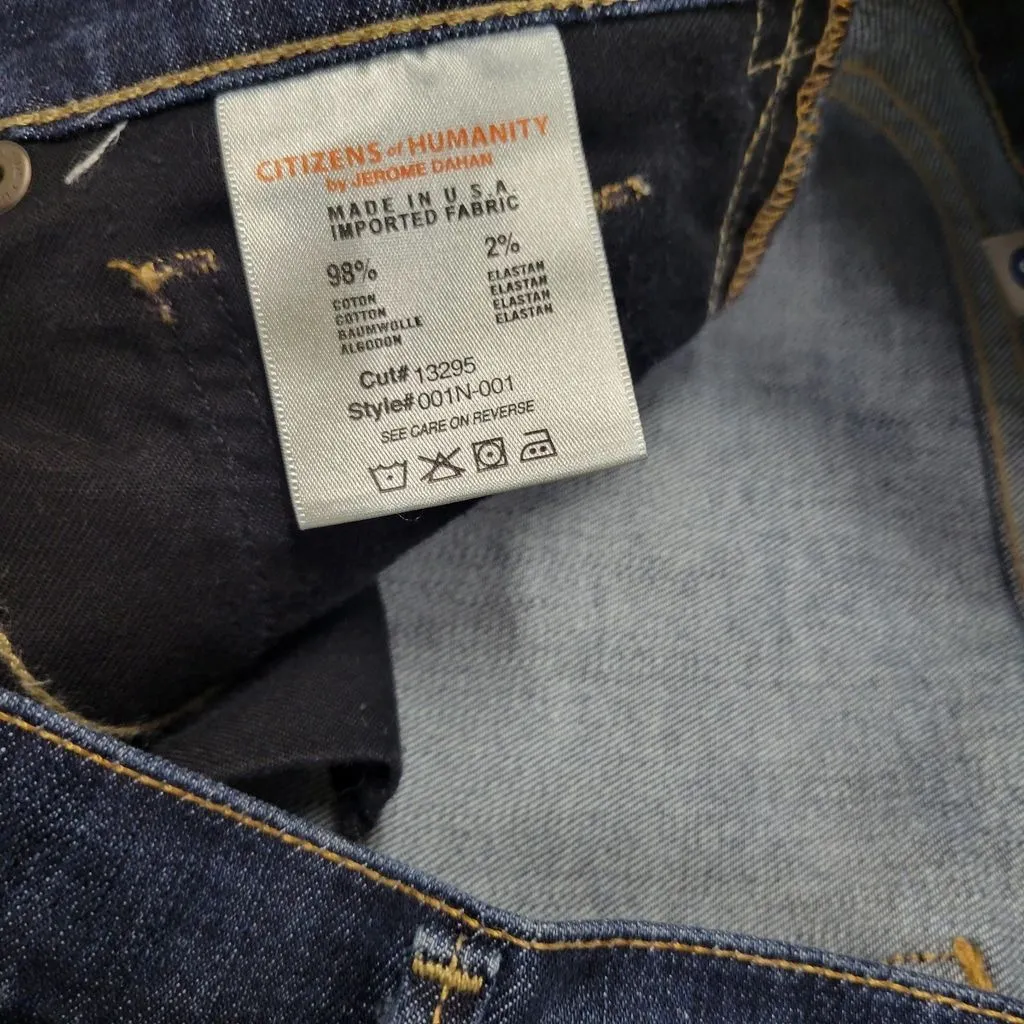 CITIZENS of HUMANITY
by JEROME DAHAN
MADE IN U.S.A.
IMPORTED FABRIC
98% 2%
COTON ELASTAN
COTTON ELASTAN
BAUMWOLLE ELASTAN
ALGODON ELASTAN
Cut# 13295
Style# 001N-001
SEE CARE ON REVERSE